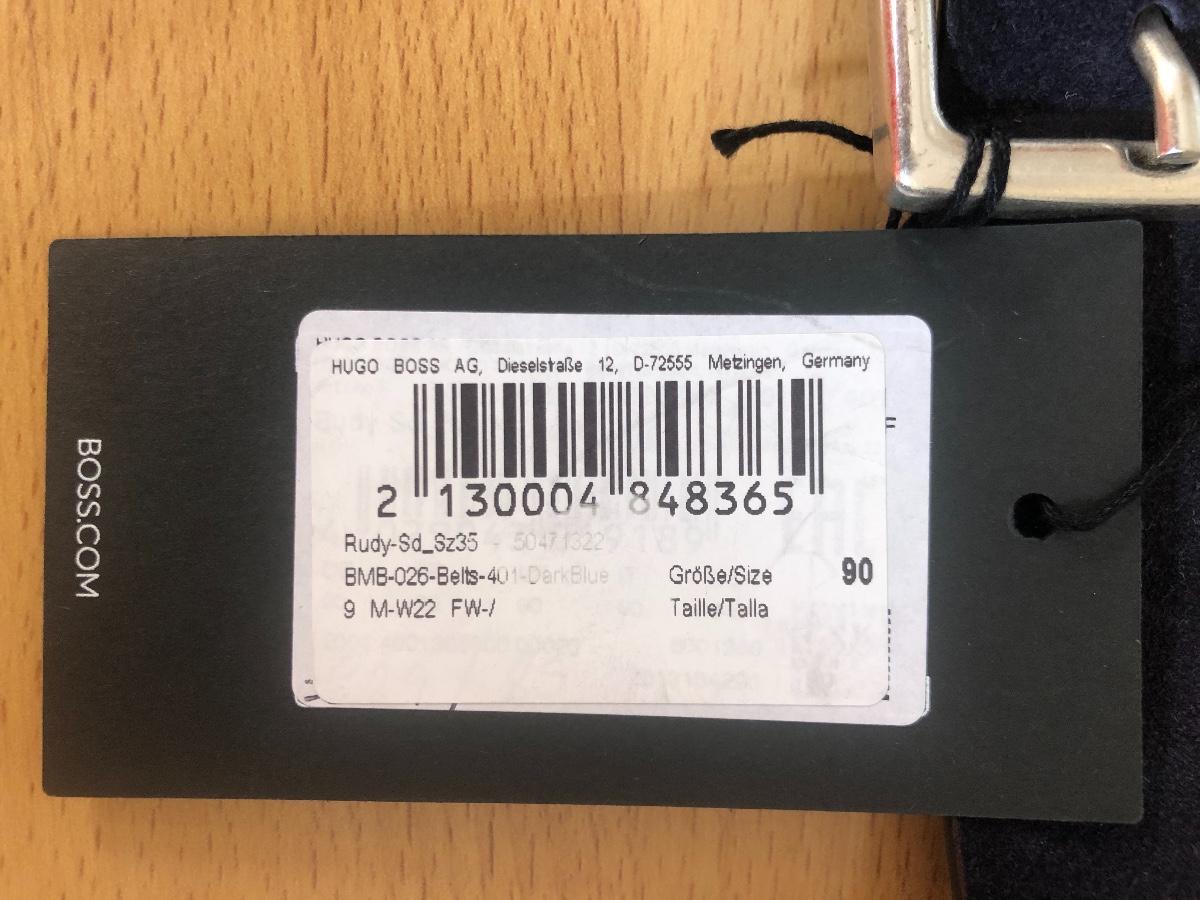 HUGO BOSS AG, Dieselstraße 12, D-72555 Metzingen, Germany
2 130004 848365
Rudy-Sd_Sz35 - 50471322
BMB-026-Belts-401-DarkBlue Größe/Size 90
9 M-W22 FW-/ Taille/Talla
BOSS.COM